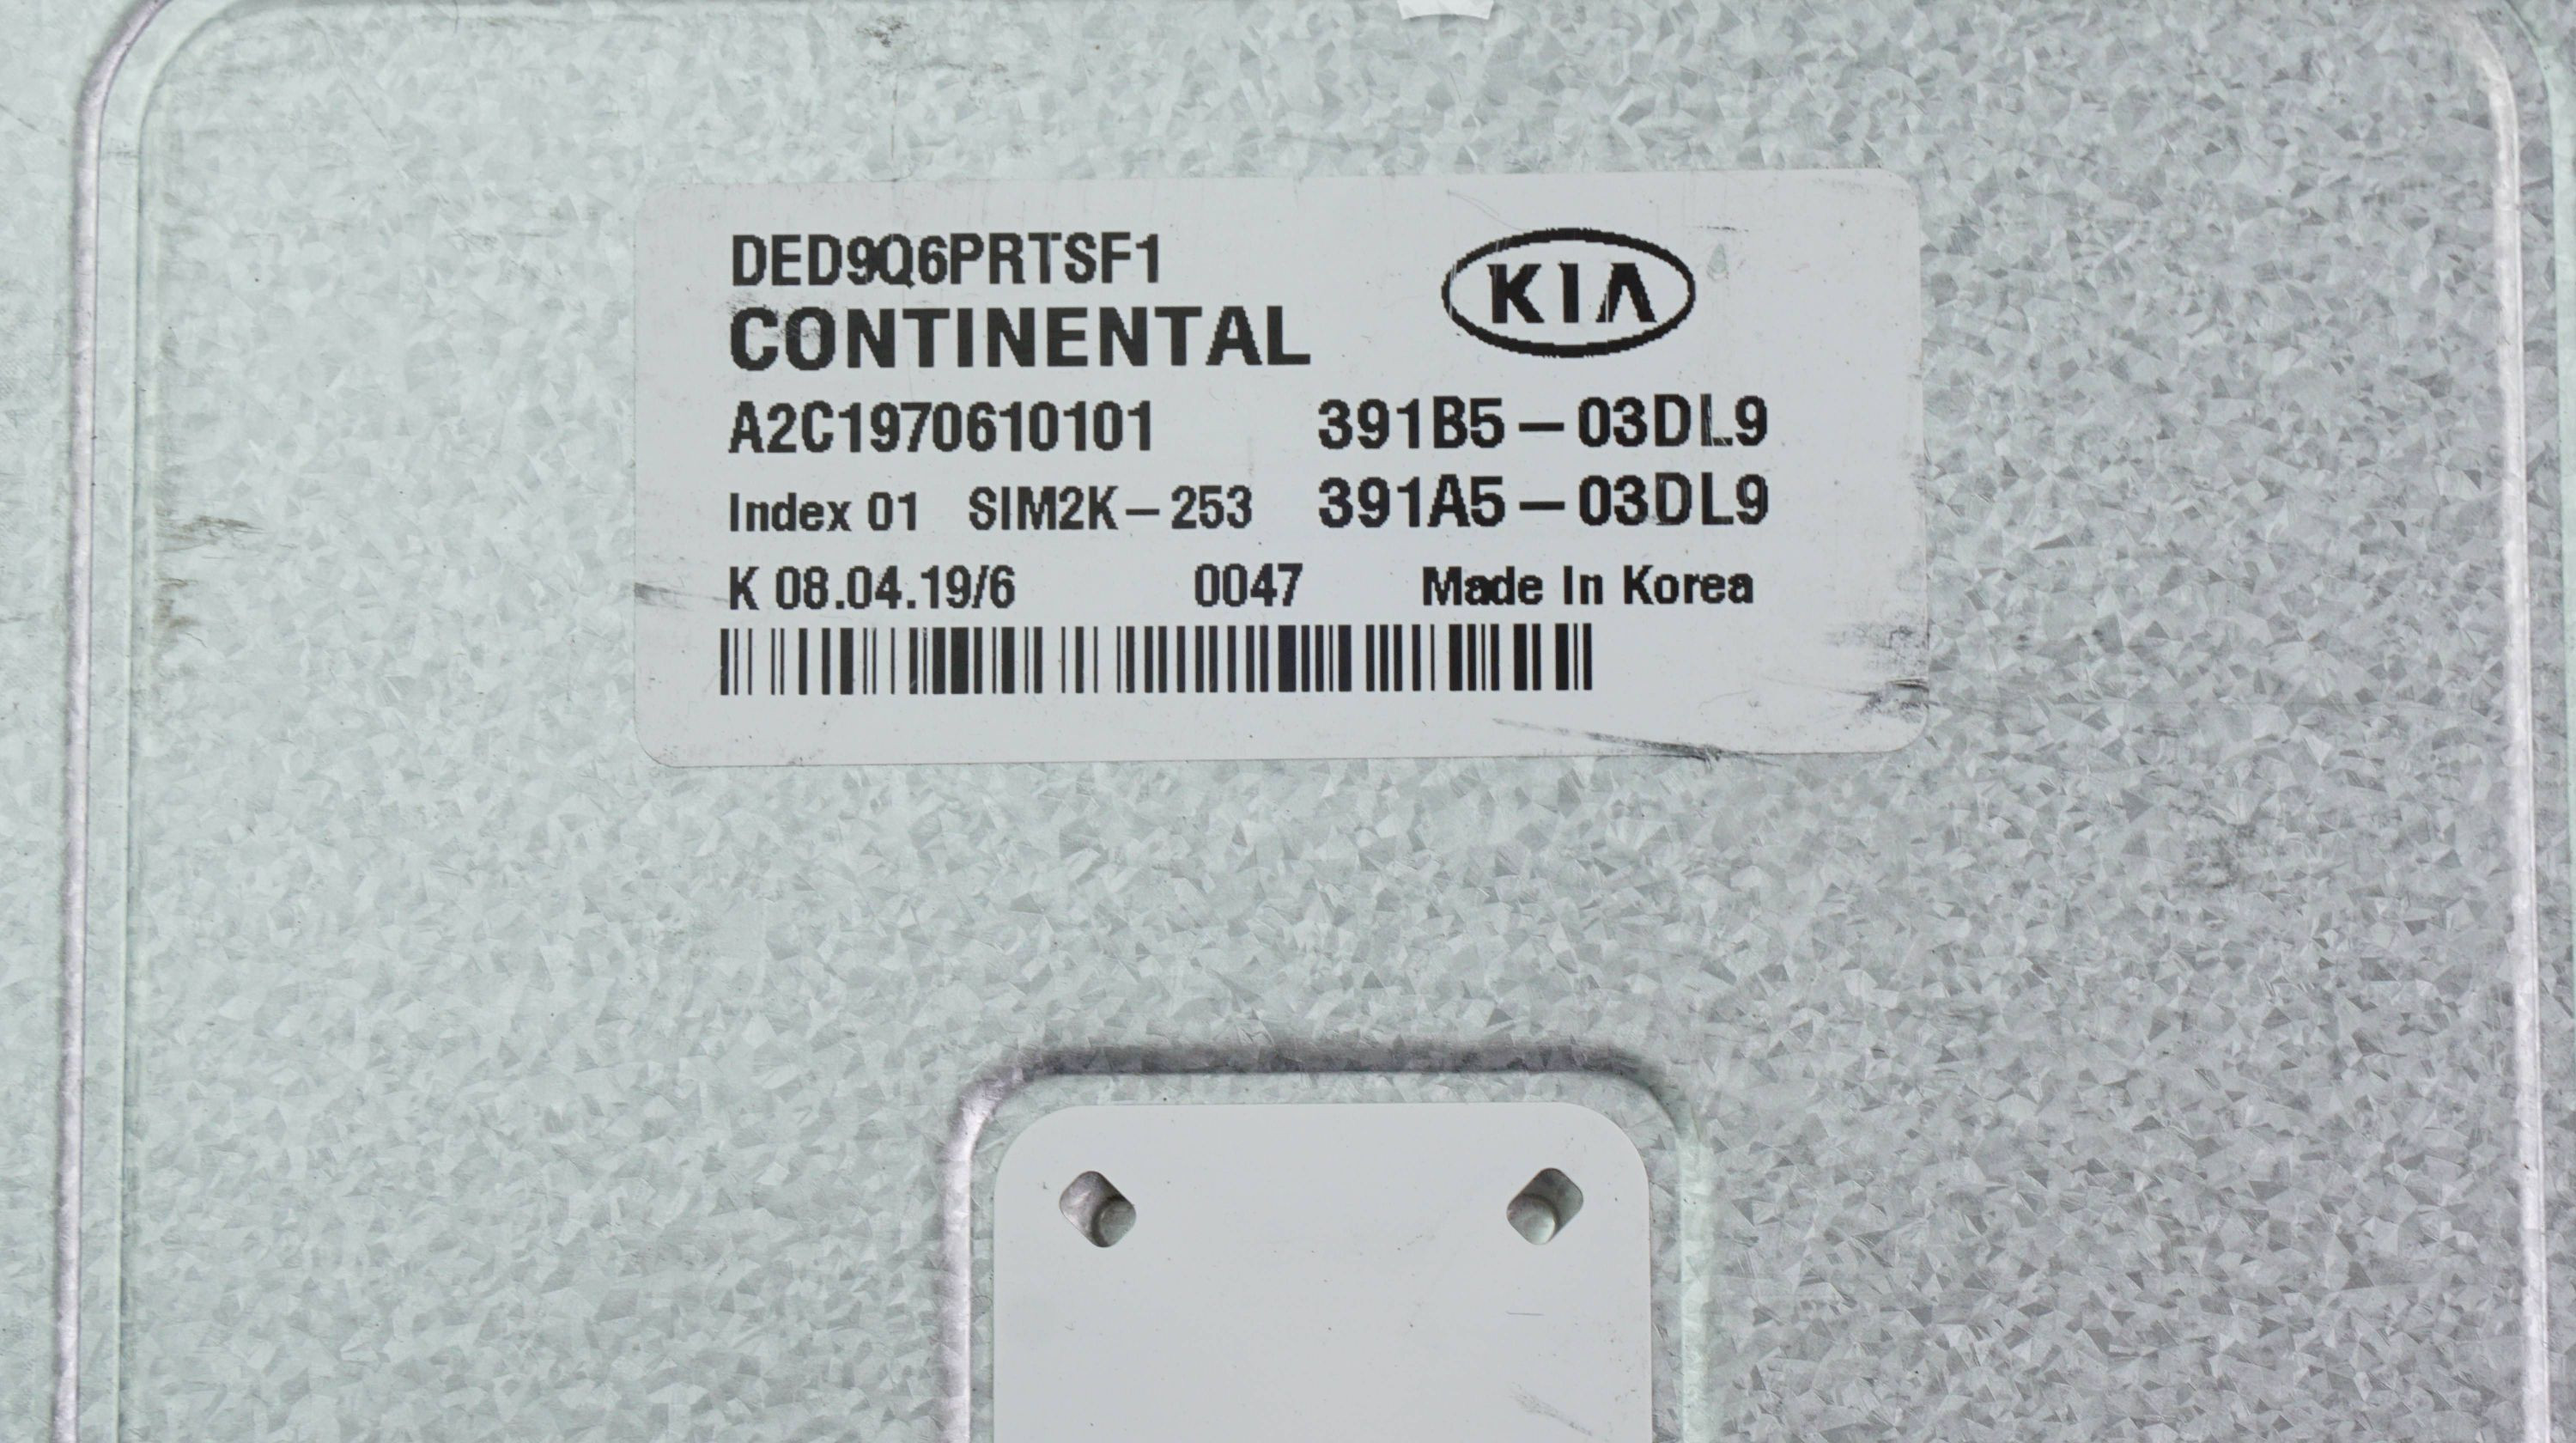 DED9Q6PRTSF1
KIA
CONTINENTAL
A2C1970610101 391B5-03DL9
Index 01 SIM2K-253 391A5-03DL9
K 08.04.19/6 0047 Made In Korea